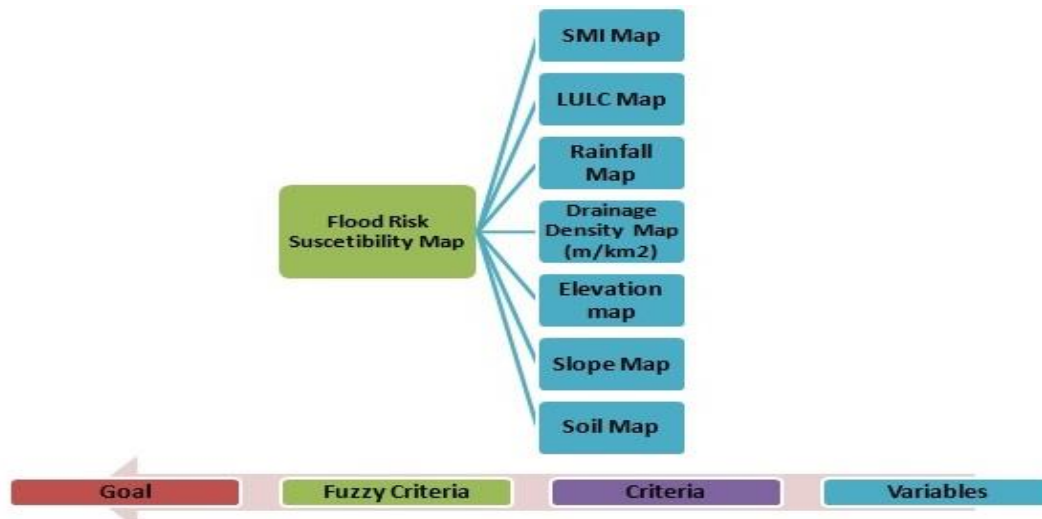 SMI Map
LULC Map
Rainfall
Map
Flood Risk
Suscetibility Map
Drainage
Density Map
(m/km2)
Elevation
map
Slope Map
Soil Map
Goal
Fuzzy Criteria
Criteria
Variables